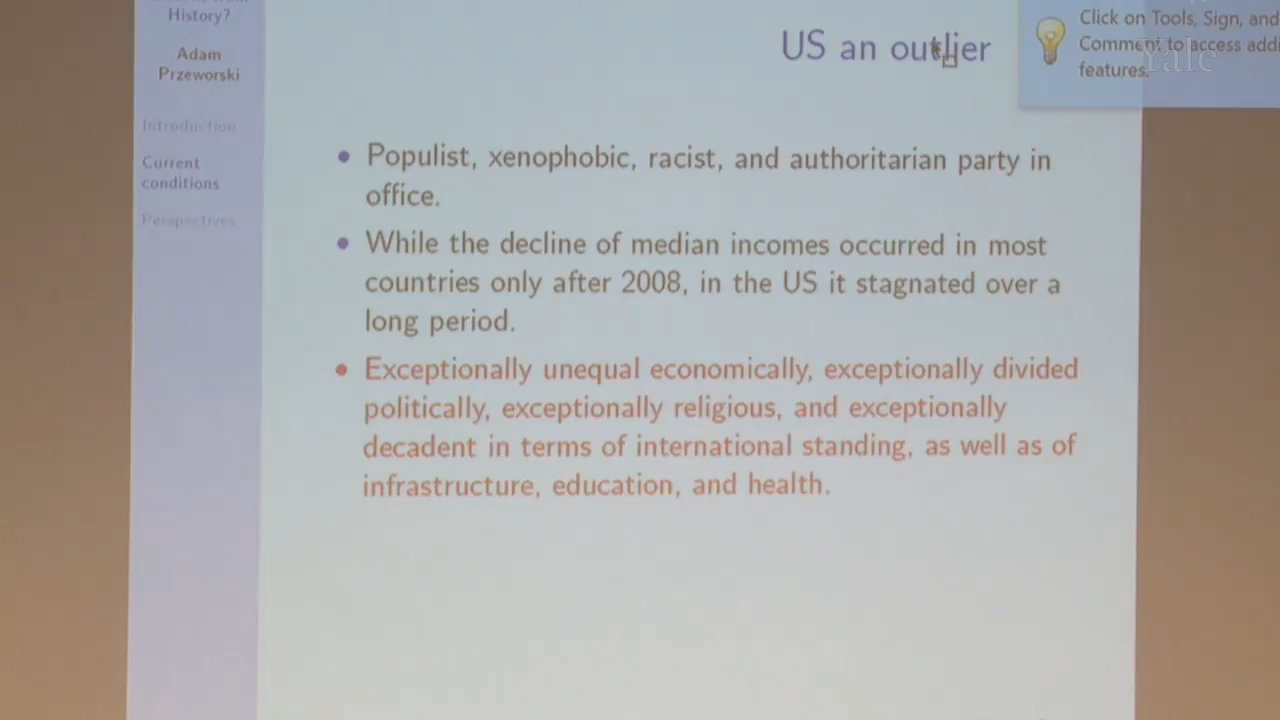 History?
Adam
Przeworski
Introduction
Current
conditions
Perspectives
US an outlier
Click on Tools, Sign, and
Comment to access addi
features.
Yale
Populist, xenophobic, racist, and authoritarian party in
office.
While the decline of median incomes occurred in most
countries only after 2008, in the US it stagnated over a
long period.
Exceptionally unequal economically, exceptionally divided
politically, exceptionally religious, and exceptionally
decadent in terms of international standing, as well as of
infrastructure, education, and health.